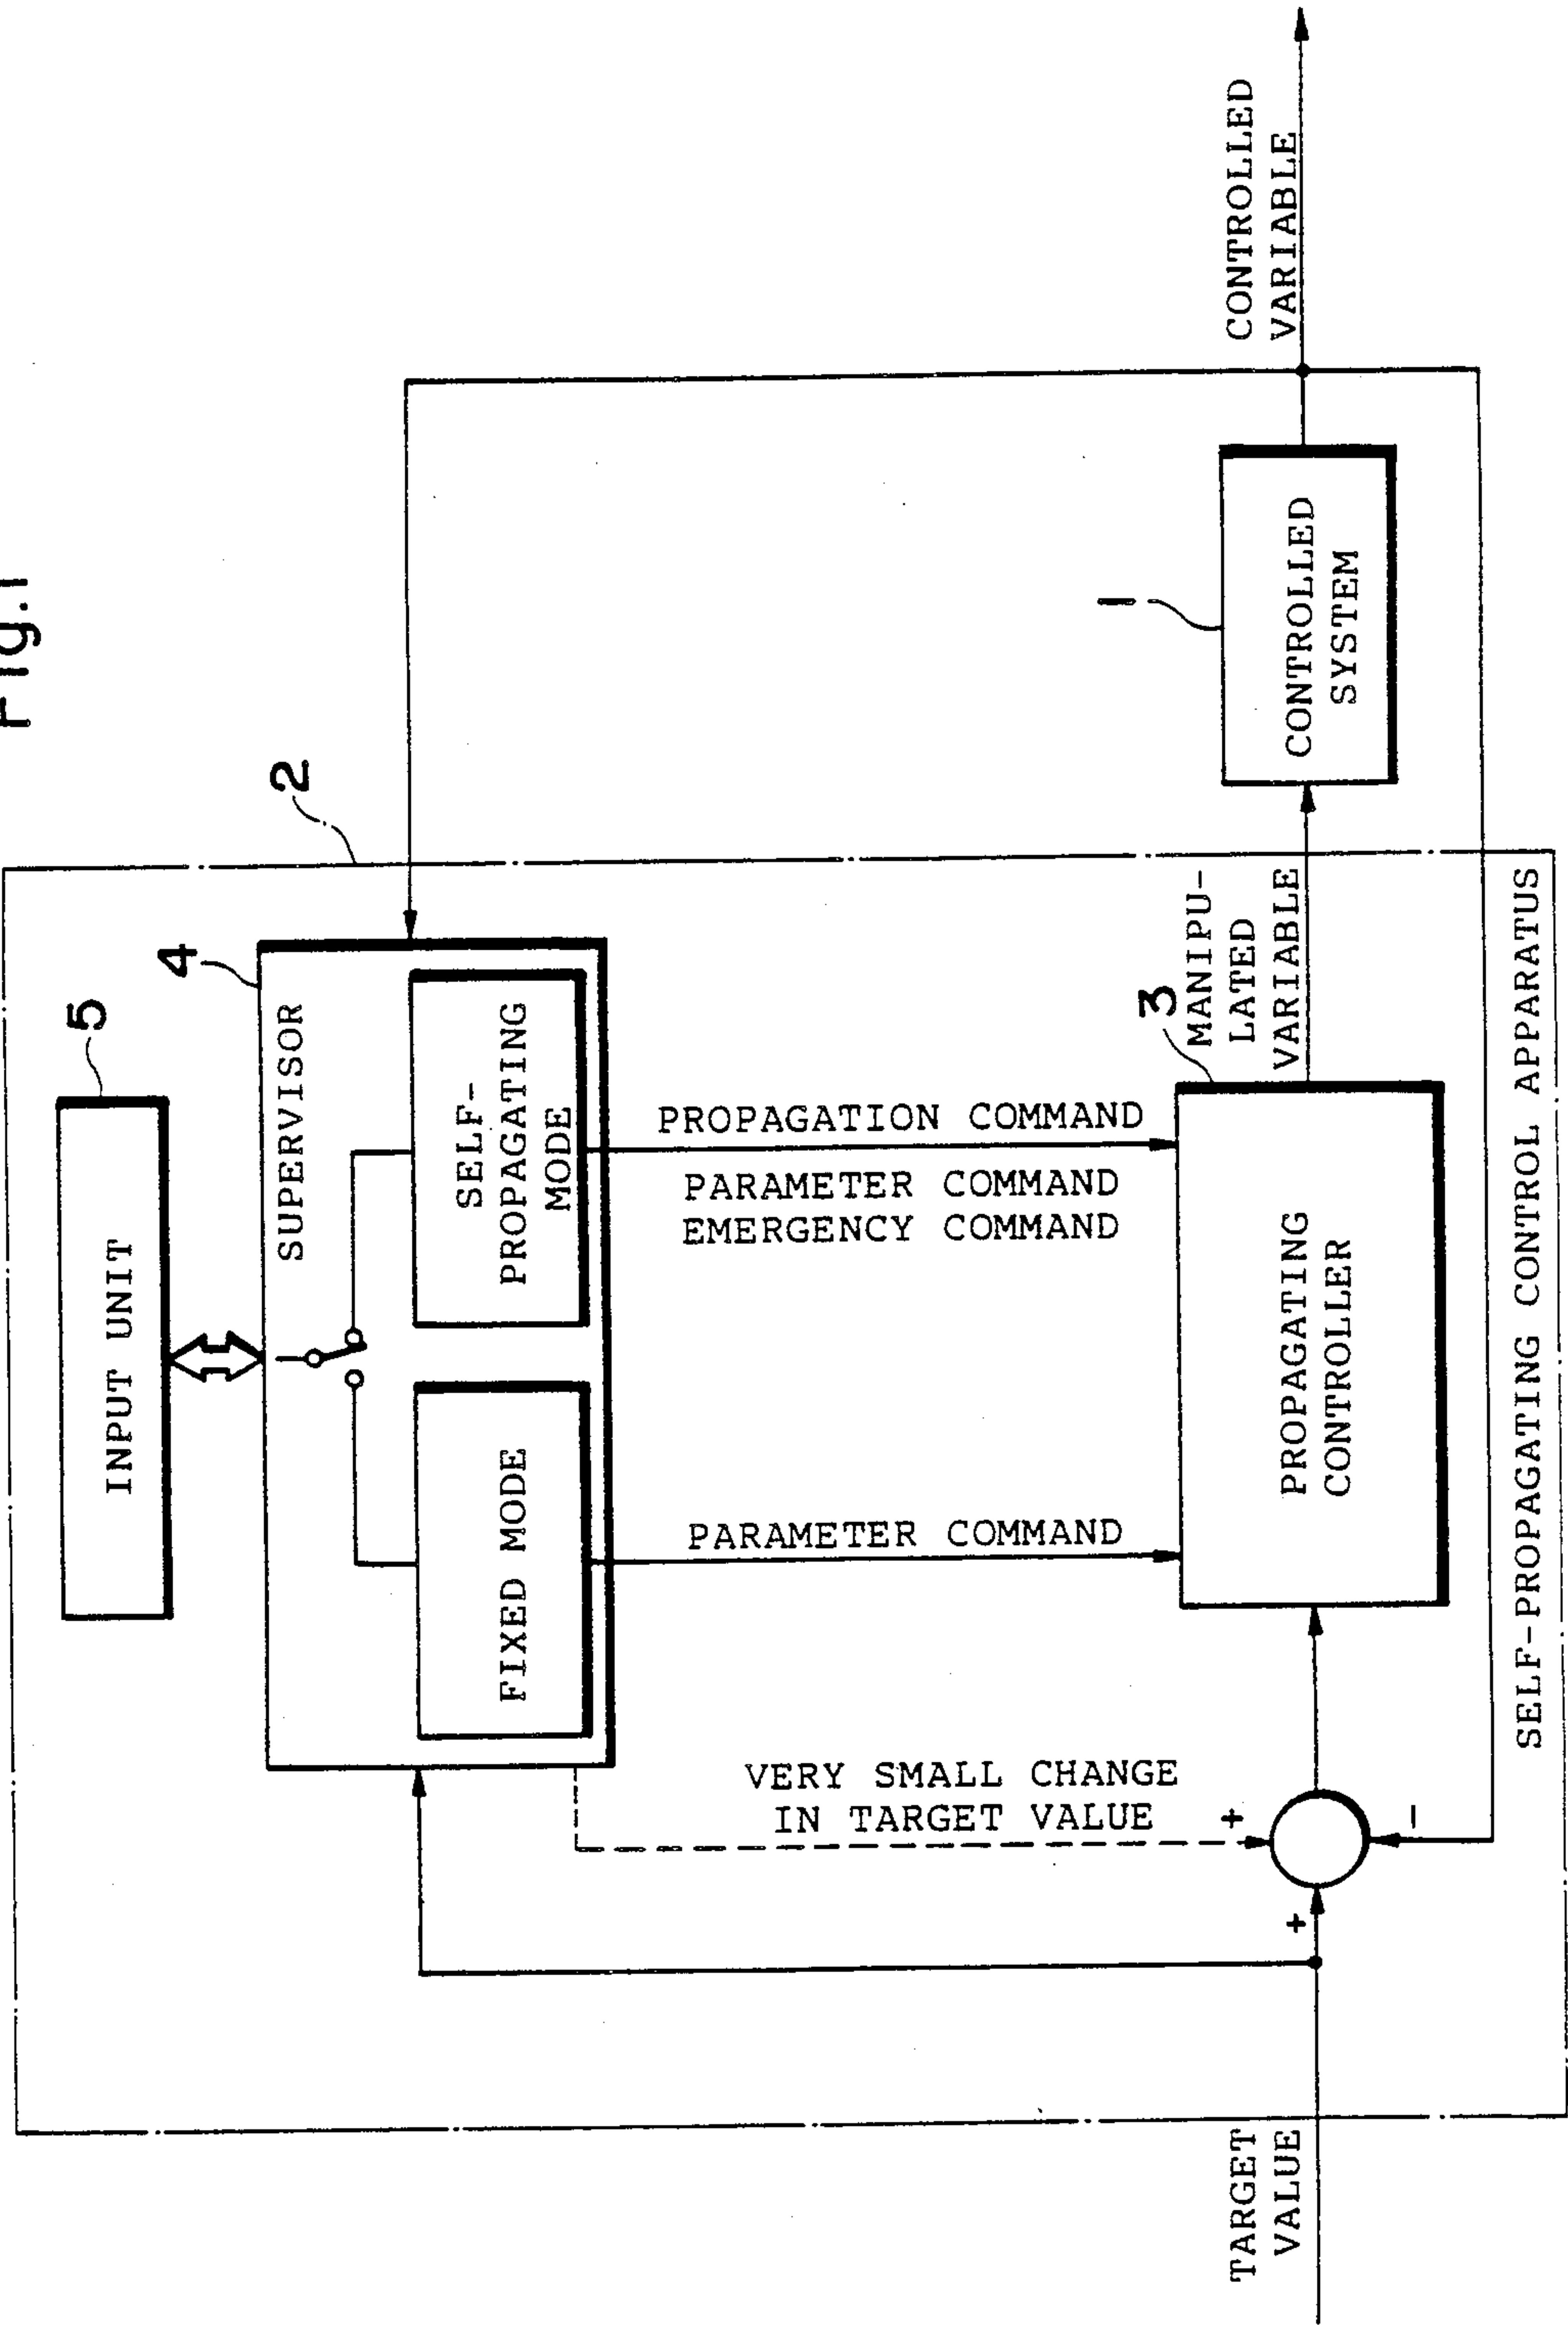 Fig.1
2
5
INPUT UNIT
4
SUPERVISOR
FIXED MODE
SELF-
PROPAGATING
MODE
VERY SMALL CHANGE
IN TARGET VALUE
PARAMETER COMMAND
PROPAGATION COMMAND
PARAMETER COMMAND
EMERGENCY COMMAND
TARGET
VALUE
+
+
−
PROPAGATING
CONTROLLER
3
MANIPU-
LATED
VARIABLE
1
CONTROLLED
SYSTEM
CONTROLLED
VARIABLE
SELF-PROPAGATING CONTROL APPARATUS